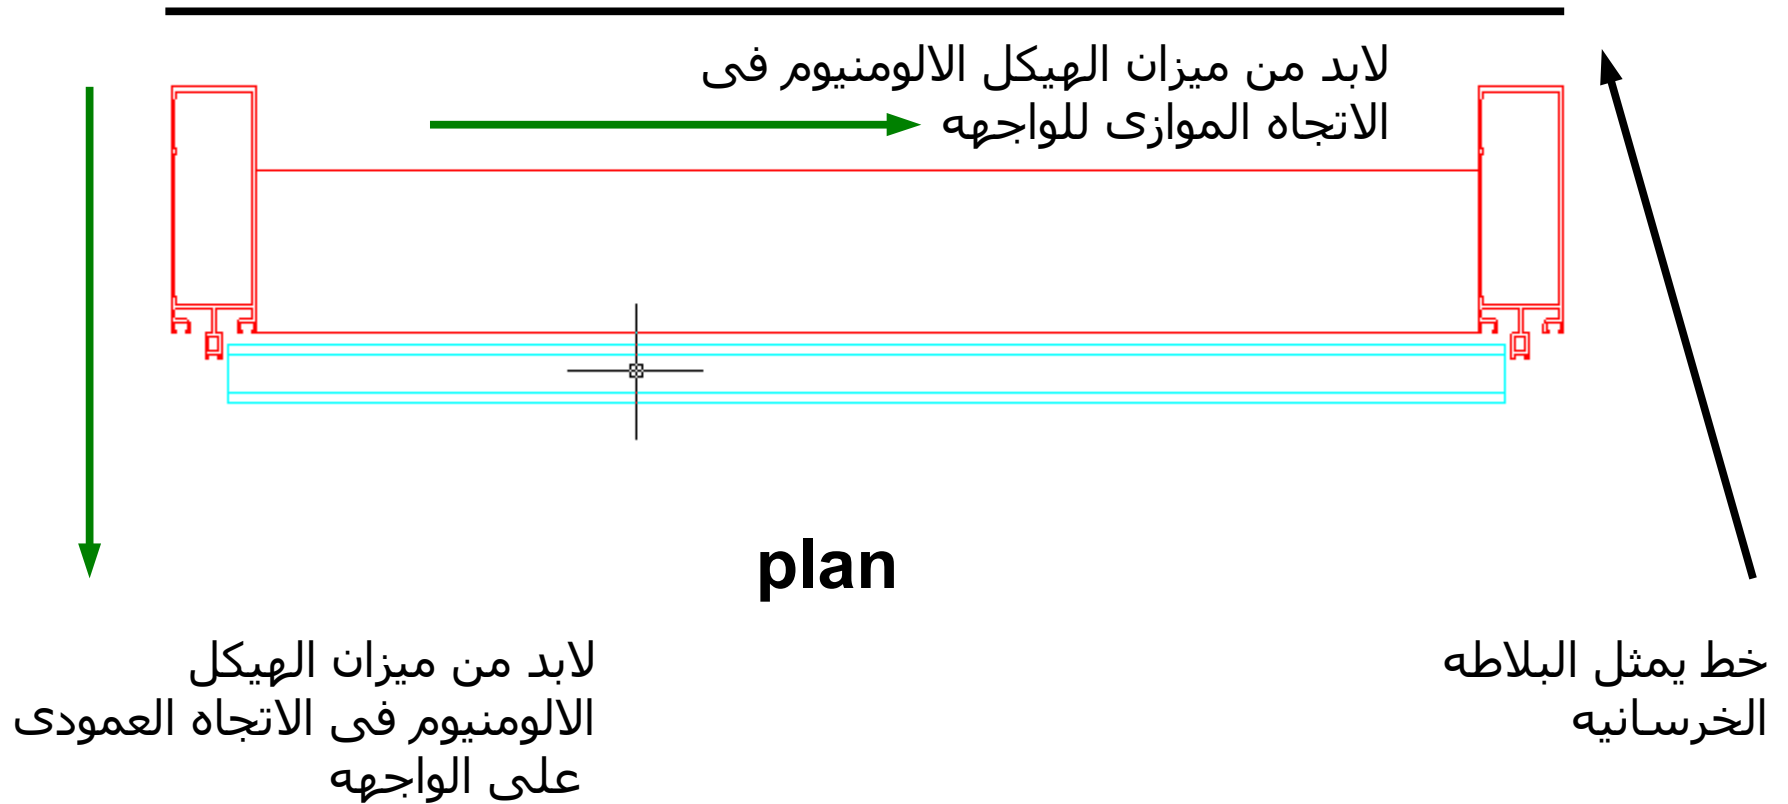 لابد من ميزان الهيكل الالومنيوم فى
الاتجاه الموازى للواجهه
plan
لابد من ميزان الهيكل
الالومنيوم فى الاتجاه العمودى
على الواجهه
خط يمثل البلاطه
الخرسانيه